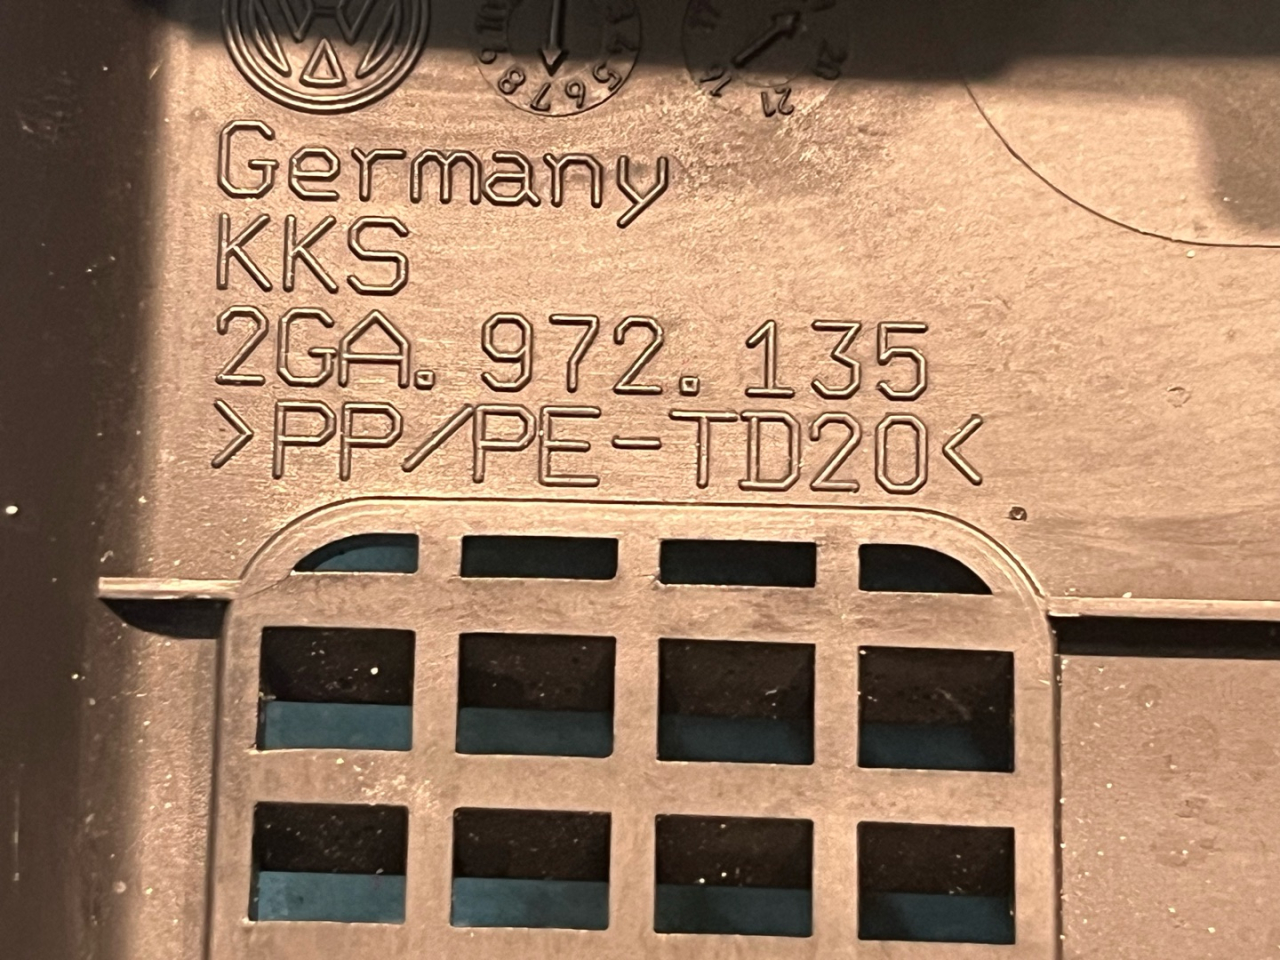 Germany
KKS
2GA. 972. 135
>PP/PE-TD20<